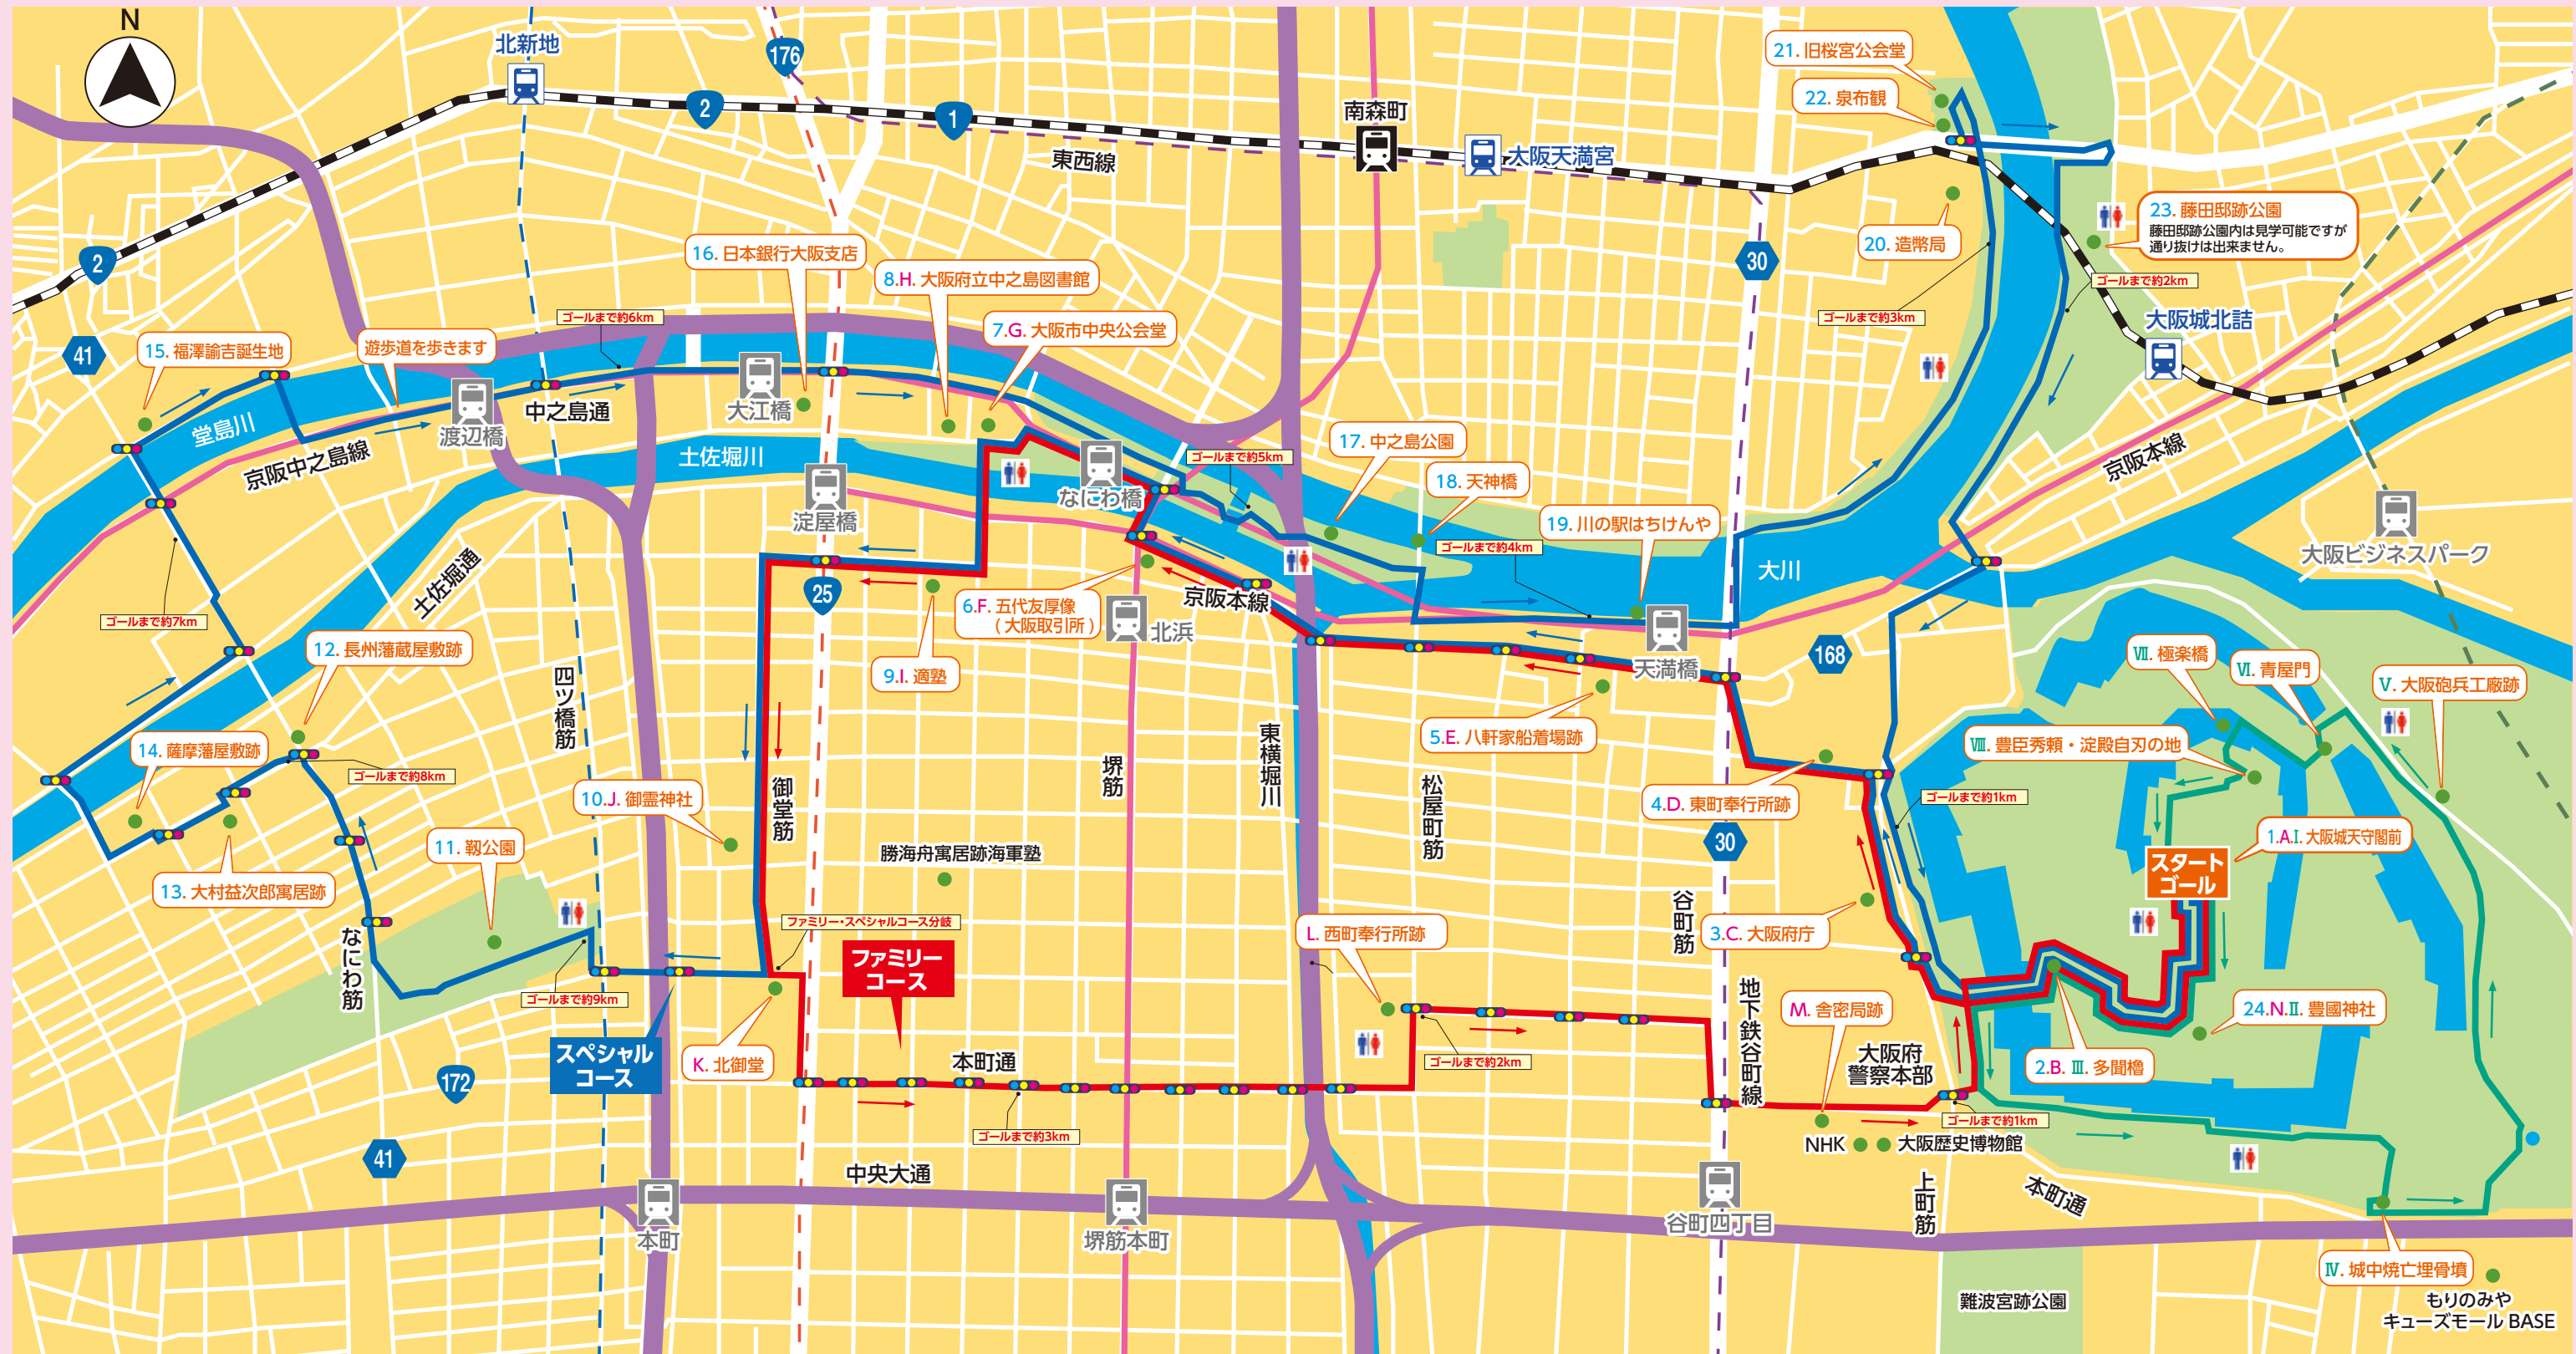 N
北新地
176
2
1
東西線
南森町
大阪天満宮
21. 旧桜宮公会堂
22. 泉布観
20. 造幣局
23. 藤田邸跡公園
藤田邸跡公園内は見学可能ですが
通り抜けは出来ません。
ゴールまで約2km
ゴールまで約3km
大阪城北詰
30
2
41
16. 日本銀行大阪支店
8.H. 大阪府立中之島図書館
7.G. 大阪市中央公会堂
ゴールまで約6km
15. 福澤諭吉誕生地
遊歩道を歩きます
堂島川
京阪中之島線
渡辺橋
中之島通
大江橋
土佐堀川
淀屋橋
なにわ橋
ゴールまで約5km
17. 中之島公園
18. 天神橋
19. 川の駅はちけんや
ゴールまで約4km
大川
京阪本線
大阪ビジネスパーク
ゴールまで約7km
土佐堀通
25
6.F. 五代友厚像
( 大阪取引所 )
北浜
京阪本線
天満橋
168
12. 長州藩蔵屋敷跡
9.I. 適塾
5.E. 八軒家船着場跡
Ⅶ. 極楽橋
Ⅵ. 青屋門
Ⅴ. 大阪砲兵工廠跡
Ⅷ. 豊臣秀頼・淀殿自刃の地
四ツ橋筋
14. 薩摩藩屋敷跡
ゴールまで約8km
10.J. 御霊神社
御堂筋
堺筋
東横堀川
松屋町筋
4.D. 東町奉行所跡
ゴールまで約1km
1.A.Ⅰ. 大阪城天守閣前
スタート
ゴール
30
11. 靱公園
13. 大村益次郎寓居跡
勝海舟寓居跡海軍塾
なにわ筋
ファミリー・スペシャルコース分岐
ファミリー
コース
L. 西町奉行所跡
谷町筋
3.C. 大阪府庁
ゴールまで約9km
スペシャル
コース
K. 北御堂
本町通
ゴールまで約2km
地下鉄谷町線
M. 舎密局跡
大阪府
警察本部
24.N.Ⅱ. 豊國神社
2.B. Ⅲ. 多聞櫓
172
ゴールまで約3km
ゴールまで約1km
NHK
大阪歴史博物館
41
中央大通
本町
堺筋本町
谷町四丁目
上町筋
本町通
Ⅳ. 城中焼亡埋骨墳
難波宮跡公園
もりのみや
キューズモール BASE